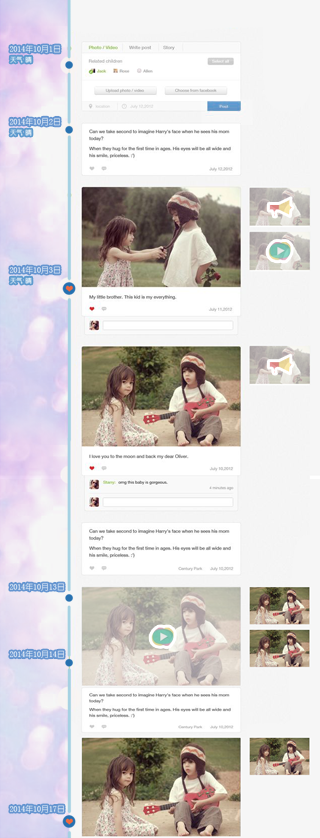 2014年10月1日
天气 晴
Photo / Video
Write post
Story
Related children
Select all
Jack
Rose
Allen
Upload photo / video
Choose from facebook
location
July 15 2012
Post
2014年10月2日
天气 晴
Can we take second to imagine Harry's face when he sees his mom
today?
When they hug for the first time in ages. His eyes will be all wide and
his smile, priceless. :')
July 15,2012
2014年10月3日
天气 晴
My little brother. This kid is my everything.
July 11,2012
I love you to the moon and back my dear Oliver.
July 10,2012
omg this baby is gorgeous.
4 minutes ago
Can we take second to imagine Harry's face when he sees his mom
today?
When they hug for the first time in ages. His eyes will be all wide and
his smile, priceless. :')
Century Park
July 15,2012
2014年10月13日
2014年10月14日
Can we take second to imagine Harry's face when he sees his mom
today?
When they hug for the first time in ages. His eyes will be all wide and
his smile, priceless. :')
Century Park
July 15,2012
2014年10月17日